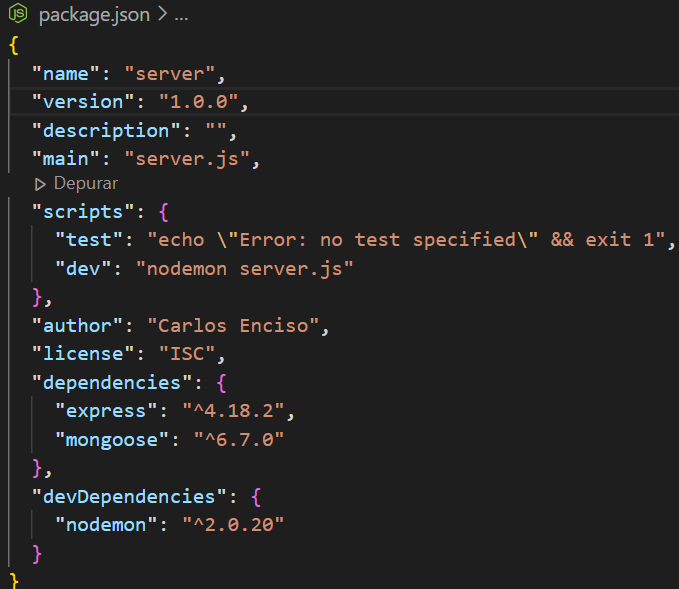 JS package.json > ...
{
"name": "server",
"version": "1.0.0",
"description": "",
"main": "server.js",
Depurar
"scripts": {
"test": "echo \"Error: no test specified\" && exit 1",
"dev": "nodemon server.js"
},
"author": "Carlos Enciso",
"license": "ISC",
"dependencies": {
"express": "^4.18.2",
"mongoose": "^6.7.0"
},
"devDependencies": {
"nodemon": "^2.0.20"
}
}